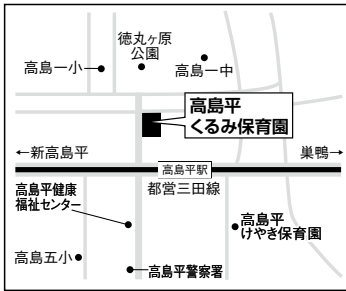 徳丸ヶ原
公園
高島一小
高島一中
高島平
くるみ保育園
←新高島平
巣鴨→
高島平駅
都営三田線
高島平健康
福祉センター
高島平
けやき保育園
高島五小
高島平警察署